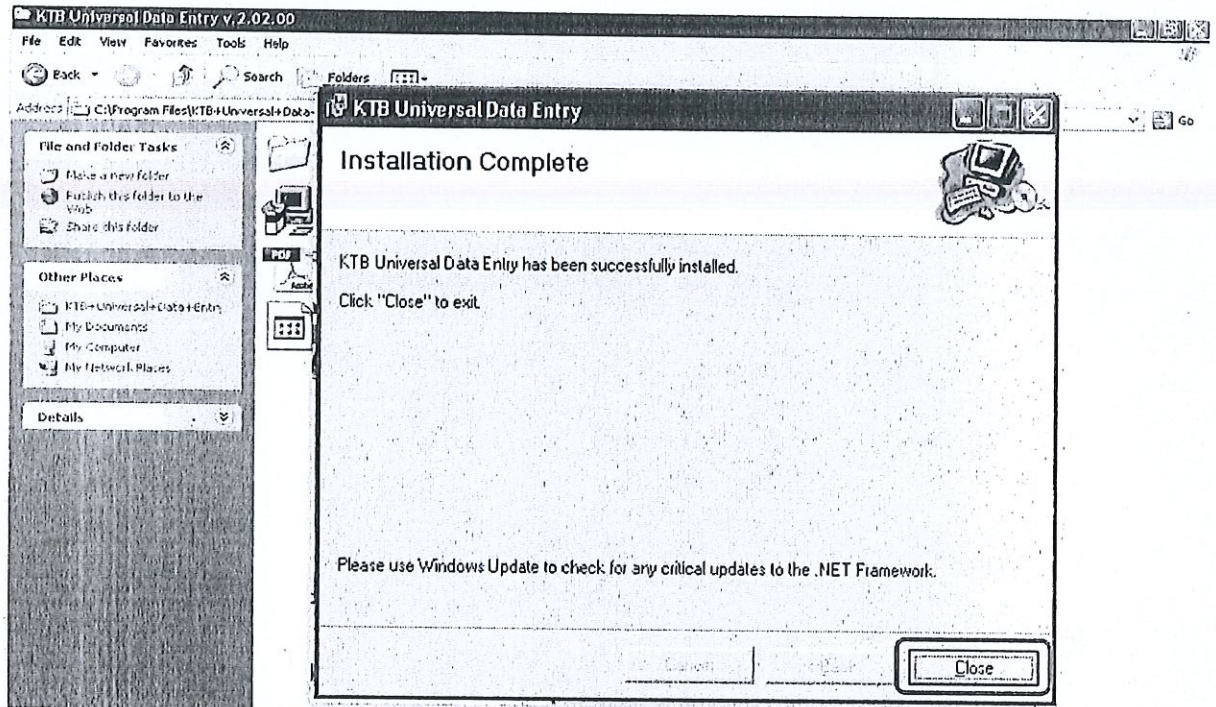 KTB Universal Data Entry v.2.02.00
File Edit View Favorites Tools Help
Back Search Folders
Address C:\Program Files\KTB+Universal+Data- Go
File and Folder Tasks
Make a new folder
Publish this folder to the
Web
Share this folder
Other Places
KTB+Universal+Data+Entry
My Documents
My Computer
My Network Places
Details
PDF
Adobe
KTB Universal Data Entry
Installation Complete
KTB Universal Data Entry has been successfully installed.
Click "Close" to exit.
Please use Windows Update to check for any critical updates to the .NET Framework.
Close